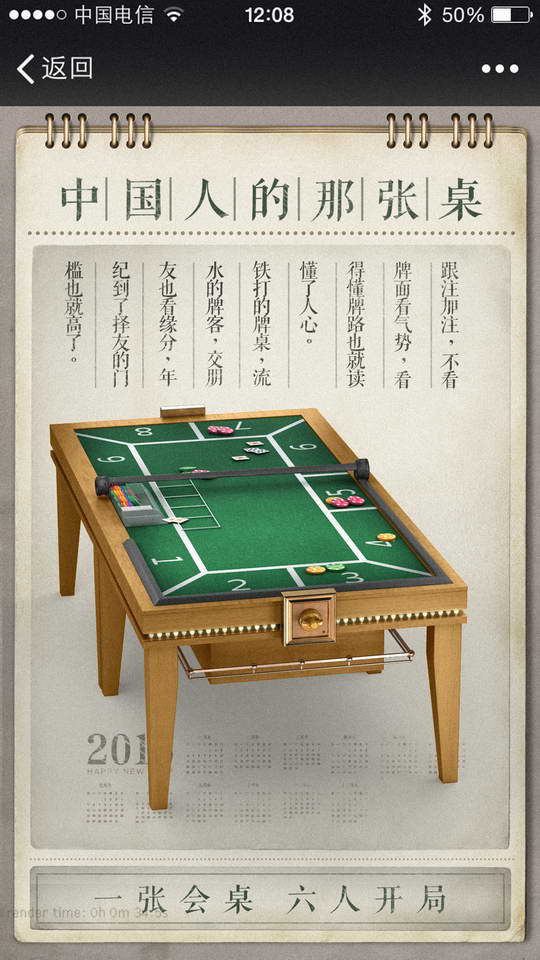 中国电信
12:08
50%
返回
中国人的那张桌
跟注加注，不看
牌面看气势，看
得懂牌路也就读
懂了人心。
铁打的牌桌，流
水的牌客，交朋
友也看缘分，年
纪到了择友的门
槛也就高了。
8
7
9
6
5
4
1
2
3
201
HAPPY NEW
一张会桌 六人开局
render time: 0h 0m 34.5s